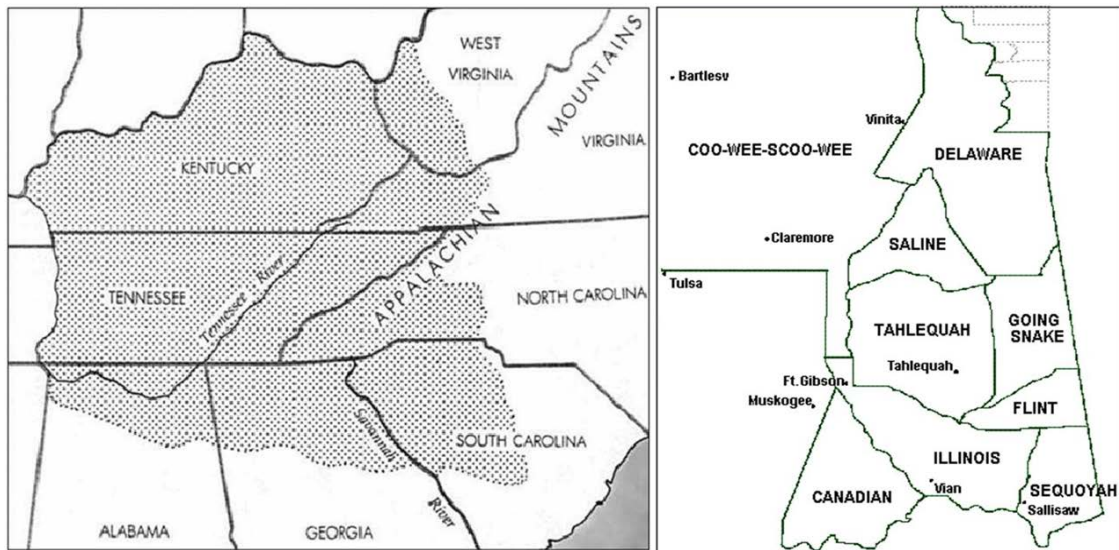 WEST
VIRGINIA
MOUNTAINS
VIRGINIA
KENTUCKY
APPALACHIAN
TENNESSEE
Tennessee River
NORTH CAROLINA
Savannah River
SOUTH CAROLINA
ALABAMA
GEORGIA
Bartlesv
Vinita
COO-WEE-SCOO-WEE
DELAWARE
Claremore
SALINE
Tulsa
TAHLEQUAH
GOING
SNAKE
Tahlequah
Ft. Gibson
Muskogee
FLINT
ILLINOIS
Vian
CANADIAN
SEQUOYAH
Sallisaw